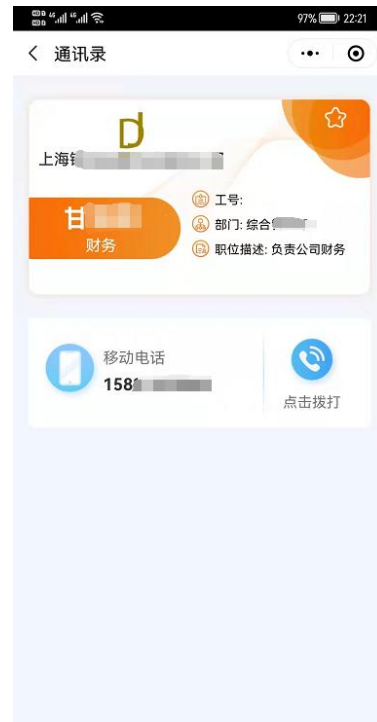 97% 22:21
通讯录
上海
工号:
部门: 综合
甘
职位描述: 负责公司财务
财务
移动电话
158
点击拨打